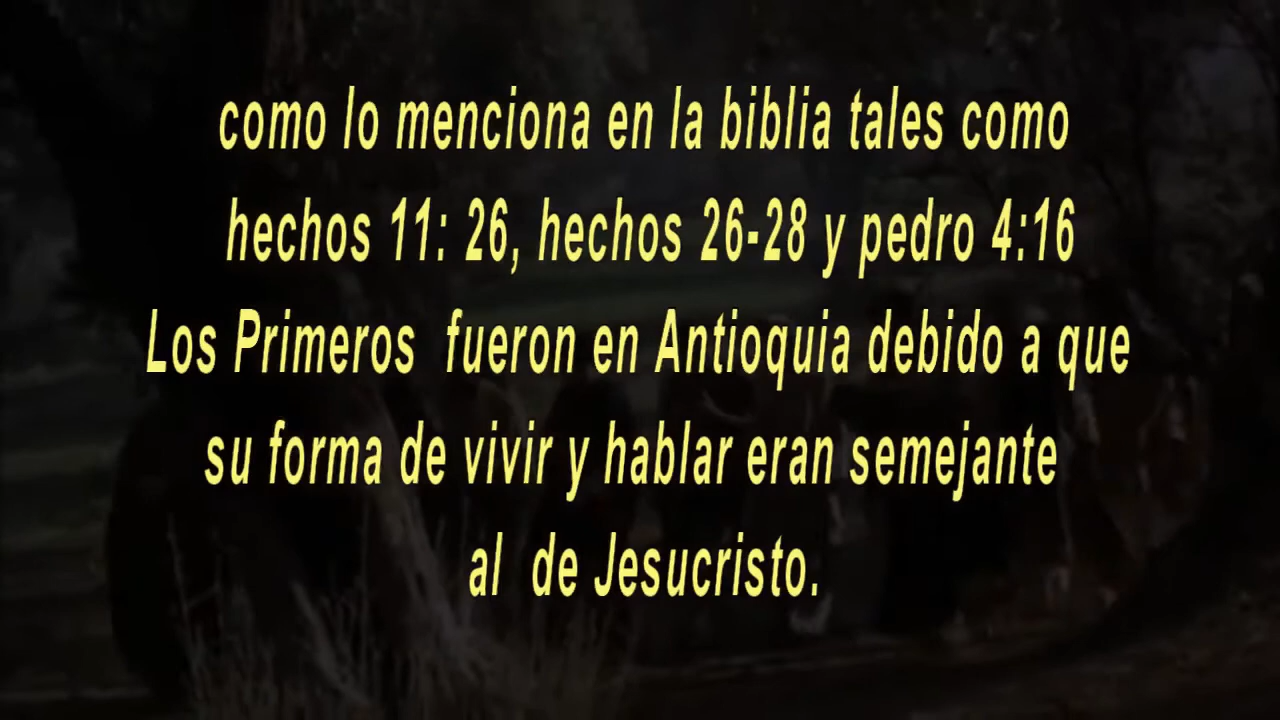 como lo menciona en la biblia tales como
hechos 11: 26, hechos 26-28 y pedro 4:16
Los Primeros fueron en Antioquia debido a que
su forma de vivir y hablar eran semejante
al de Jesucristo.